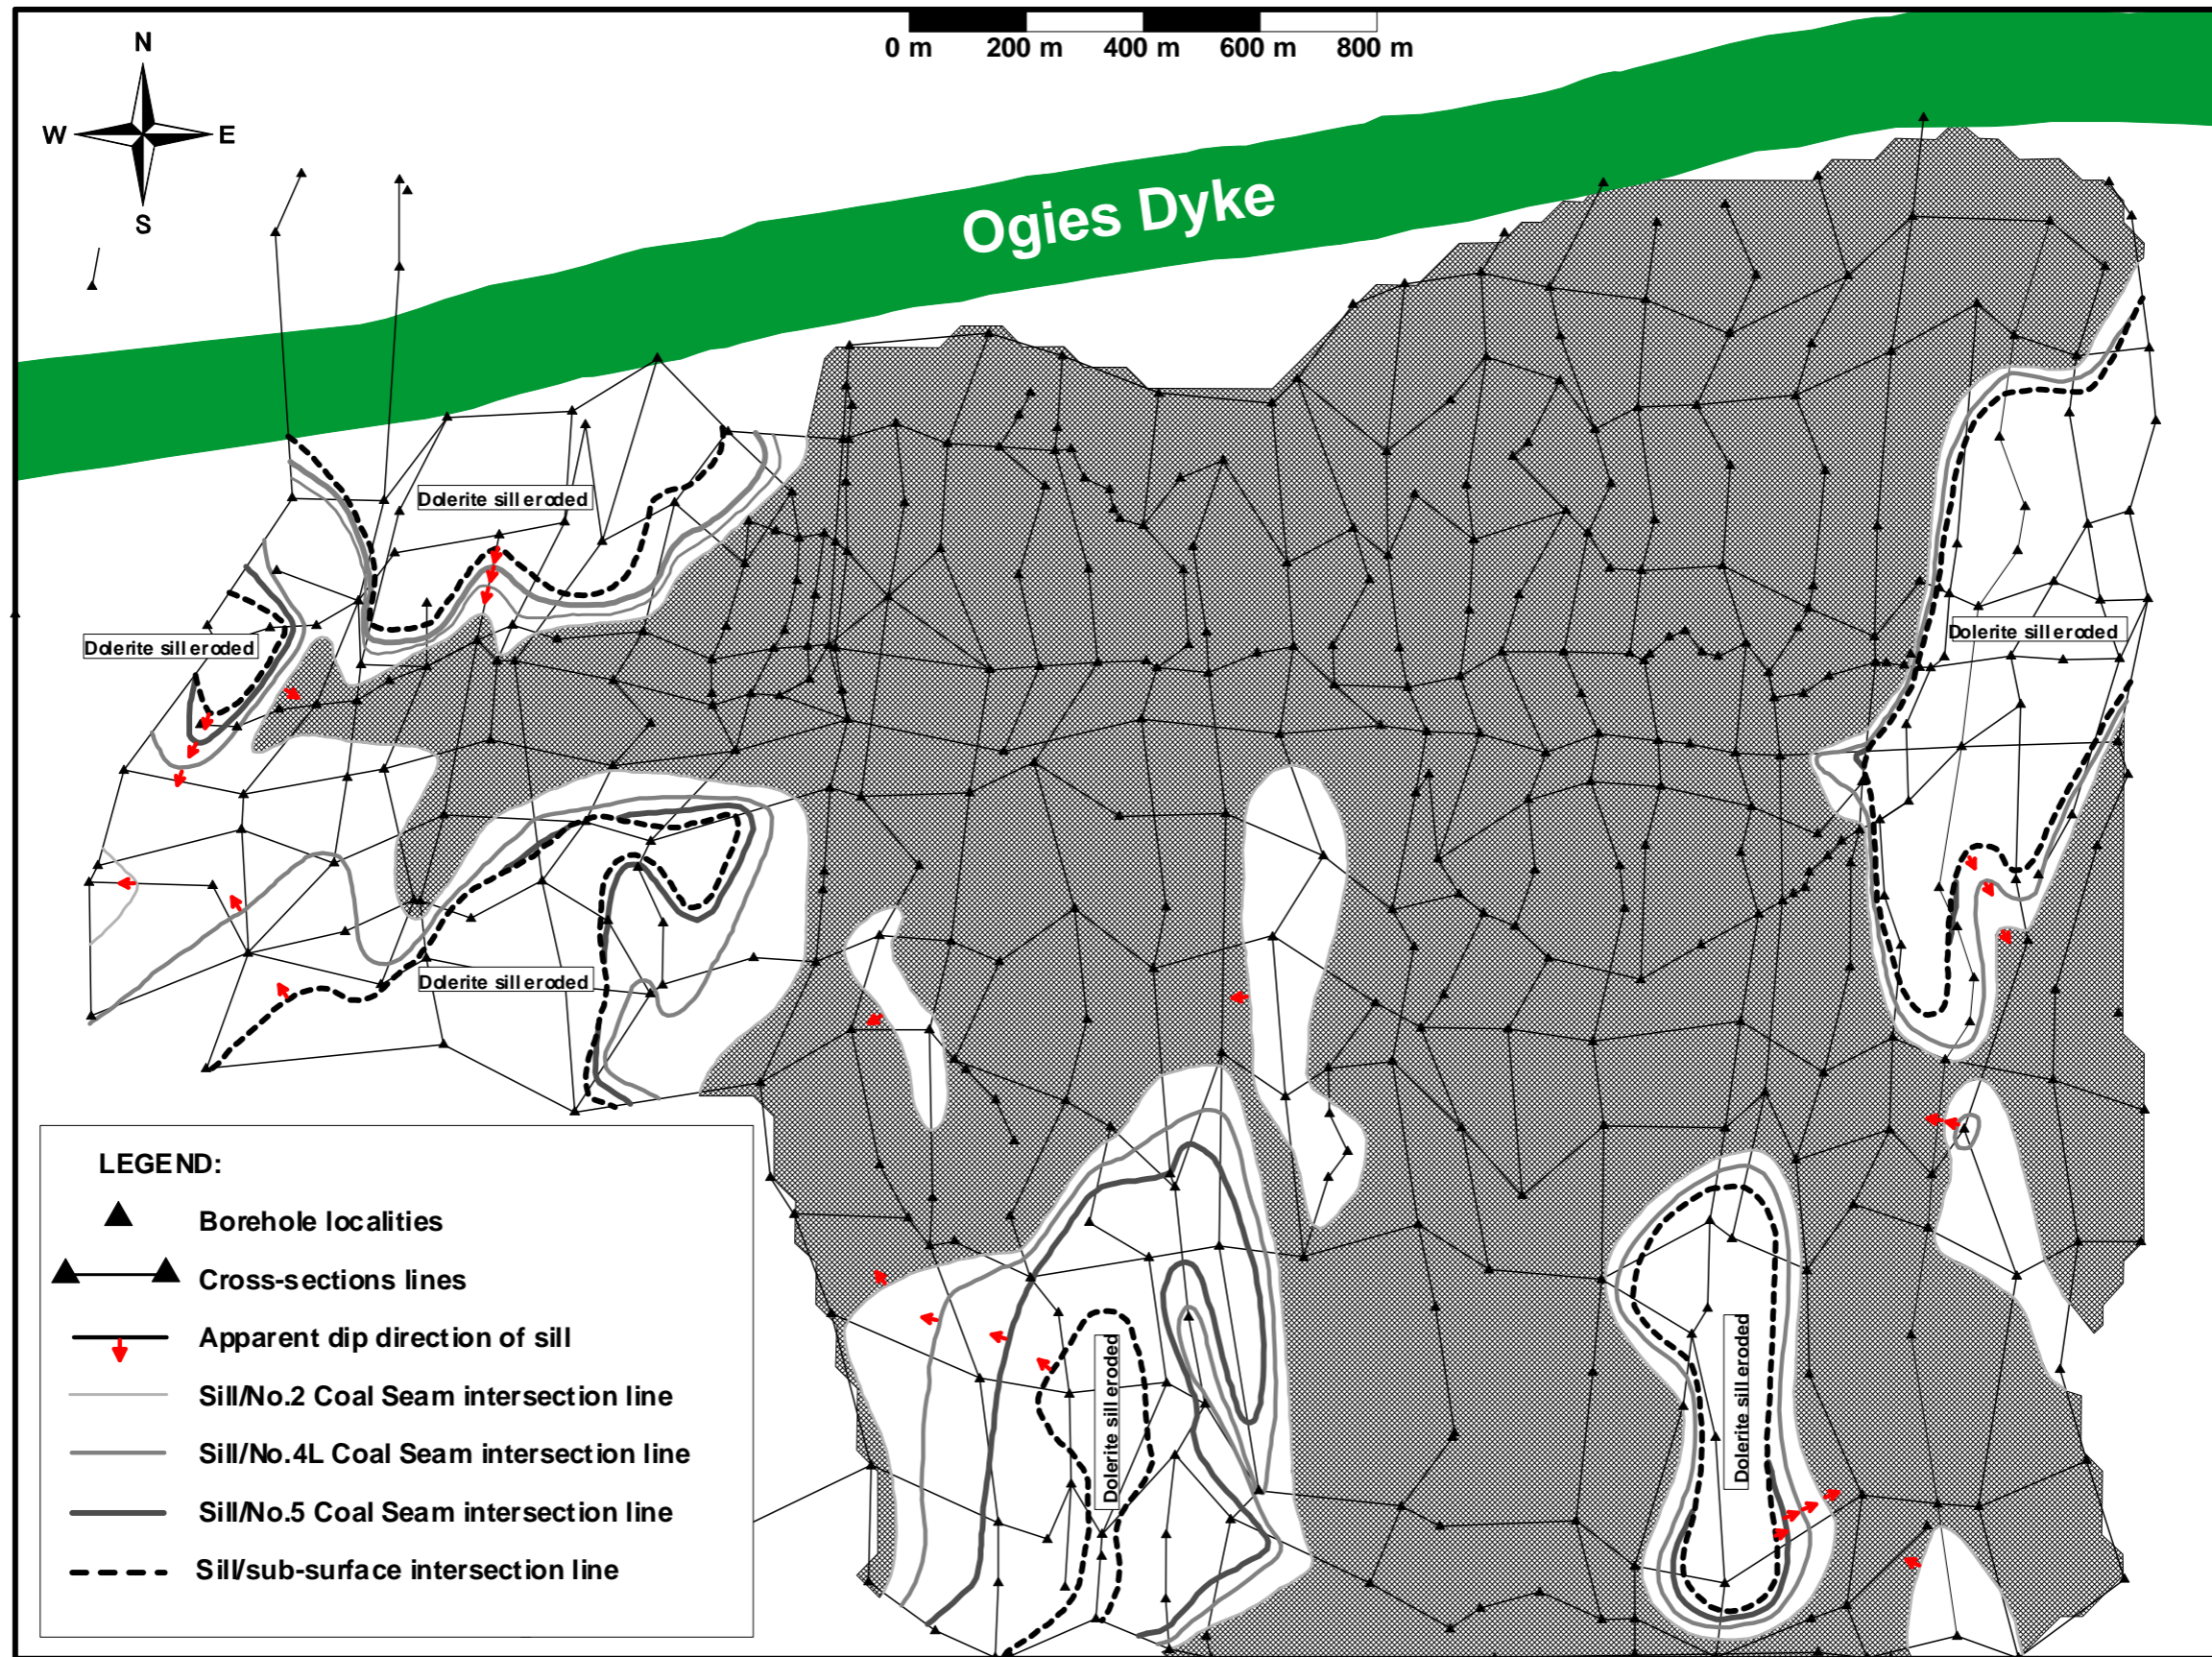 0 m 200 m 400 m 600 m 800 m
N
W E
S
Ogies Dyke
Dolerite sill eroded
Dolerite sill eroded
Dolerite sill eroded
Dolerite sill eroded
Dolerite sill eroded
Dolerite sill eroded
LEGEND:
Borehole localities
Cross-sections lines
Apparent dip direction of sill
Sill/No.2 Coal Seam intersection line
Sill/No.4L Coal Seam intersection line
Sill/No.5 Coal Seam intersection line
Sill/sub-surface intersection line